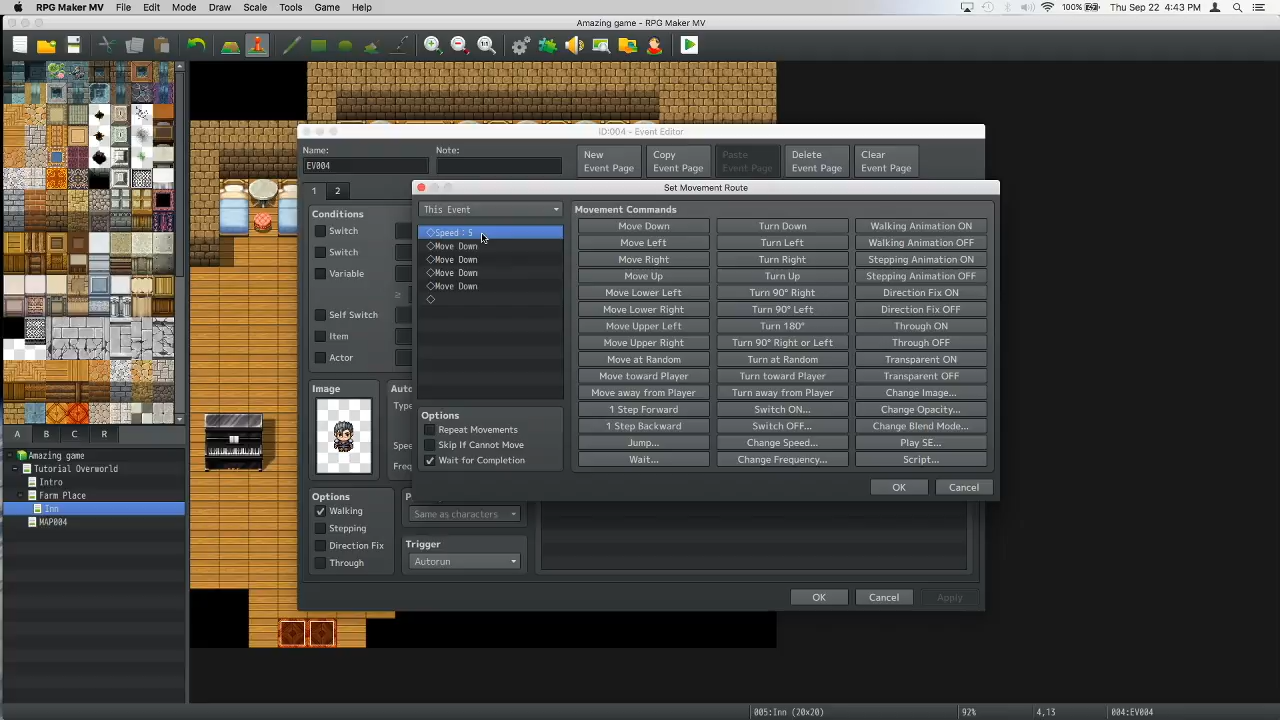 RPG Maker MV File Edit Mode Draw Scale Tools Game Help 100% Thu Sep 22 4:43 PM
Amazing game - RPG Maker MV
1:1
ID:004 - Event Editor
Name: Note:
EV004
New Event Page
Copy Event Page
Paste Event Page
Delete Event Page
Clear Event Page
1 2
Conditions
Switch
Switch
Variable
≥
Self Switch
Item
Actor
Image
Auto
Type
Spee
Freq
Options
Walking
Stepping
Direction Fix
Through
P
Same as characters
Trigger
Autorun
OK Cancel Apply
Set Movement Route
This Event
◇Speed : 5
◇Move Down
◇Move Down
◇Move Down
◇Move Down
◇
Options
Repeat Movements
Skip If Cannot Move
Wait for Completion
Movement Commands
Move Down Turn Down Walking Animation ON
Move Left Turn Left Walking Animation OFF
Move Right Turn Right Stepping Animation ON
Move Up Turn Up Stepping Animation OFF
Move Lower Left Turn 90° Right Direction Fix ON
Move Lower Right Turn 90° Left Direction Fix OFF
Move Upper Left Turn 180° Through ON
Move Upper Right Turn 90° Right or Left Through OFF
Move at Random Turn at Random Transparent ON
Move toward Player Turn toward Player Transparent OFF
Move away from Player Turn away from Player Change Image...
1 Step Forward Switch ON... Change Opacity...
1 Step Backward Switch OFF... Change Blend Mode...
Jump... Change Speed... Play SE...
Wait... Change Frequency... Script...
OK Cancel
A B C R
Amazing game
Tutorial Overworld
Intro
Farm Place
Inn
MAP004
005:Inn (20x20) 92% 4,13 004:EV004